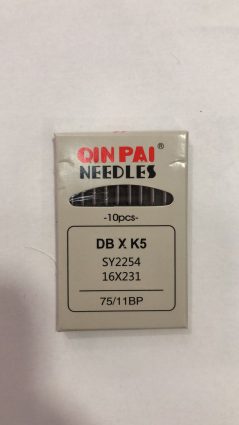 QIN PAI®
NEEDLES
-10pcs-
DB X K5
SY2254
16X231
75/11BP